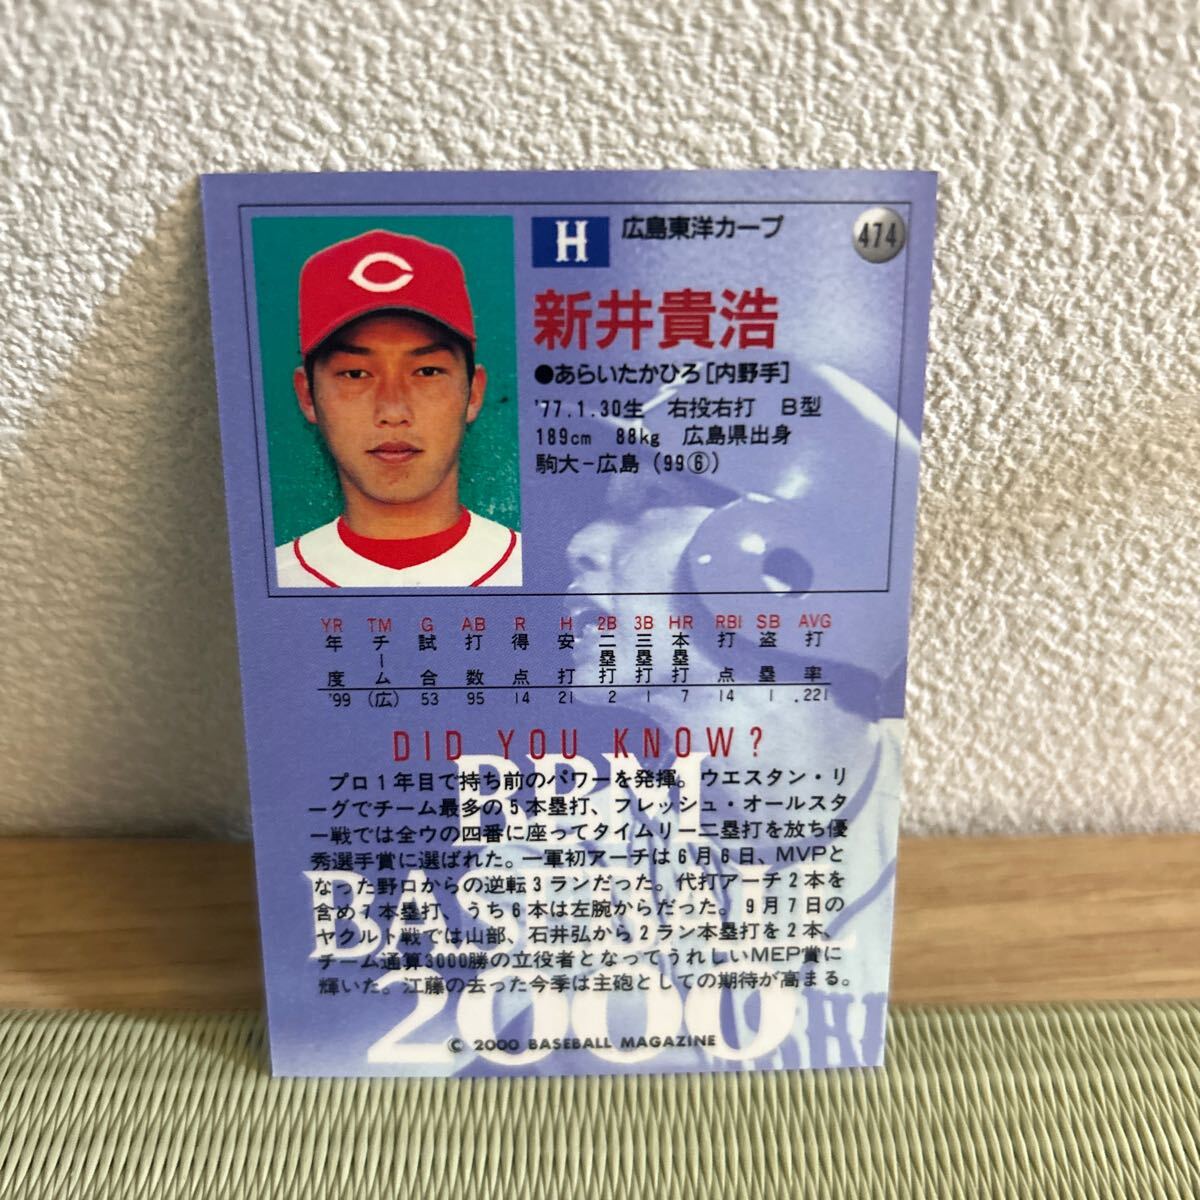 H 広島東洋カープ 474
新井貴浩
●あらいたかひろ[内野手]
'77.1.30生 右投右打 B型
189cm 88kg 広島県出身
駒大-広島(99⑥)
YR TM G AB R H 2B 3B HR RBI SB AVG
年度 チーム 試合 打数 得点 安打 二塁打 三塁打 本塁打 打点 盗塁 打率
'99 (広) 53 95 14 21 2 1 7 14 1 .221
DID YOU KNOW?
プロ1年目で持ち前のパワーを発揮。ウエスタン・リ
ーグでチーム最多の5本塁打、フレッシュ・オールスタ
ー戦では全ウの四番に座ってタイムリー二塁打を放ち優
秀選手賞に選ばれた。一軍初アーチは6月6日、MVPと
なった野口からの逆転3ランだった。代打アーチ2本を
含め7本塁打、うち6本は左腕からだった。9月7日の
ヤクルト戦では山部、石井弘から2ラン本塁打を2本、
チーム通算3000勝の立役者となってうれしいMEP賞に
輝いた。江藤の去った今季は主砲としての期待が高まる。
BBM
BASEBALL
2000
© 2000 BASEBALL MAGAZINE